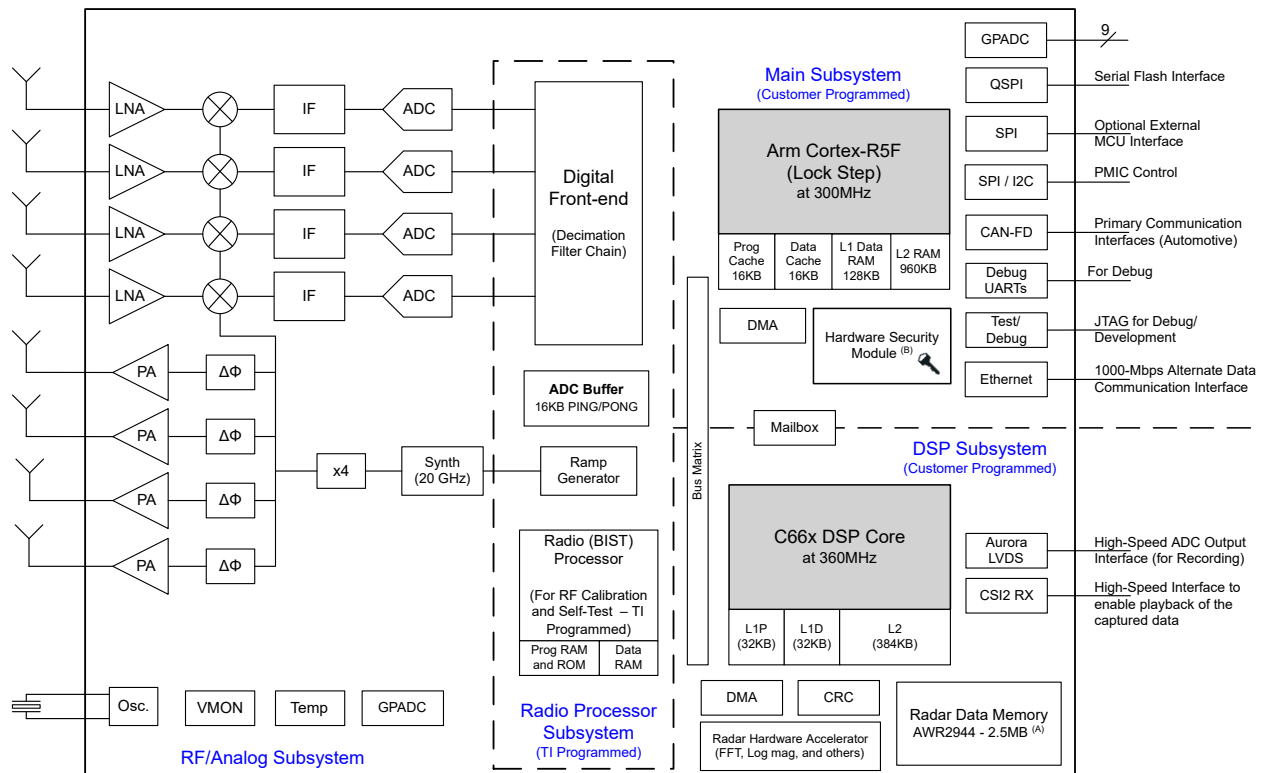 GPADC
9
Main Subsystem
(Customer Programmed)
QSPI
Serial Flash Interface
LNA
IF
ADC
SPI
Optional External
MCU Interface
Arm Cortex-R5F
(Lock Step)
at 300MHz
LNA
IF
ADC
Digital
Front-end
(Decimation
Filter Chain)
SPI / I2C
PMIC Control
LNA
IF
ADC
CAN-FD
Primary Communication
Interfaces (Automotive)
Prog
Cache
16KB
Data
Cache
16KB
L1 Data
RAM
128KB
L2 RAM
960KB
Debug
UARTs
For Debug
LNA
IF
ADC
DMA
Hardware Security
Module (B)
Test/
Debug
JTAG for Debug/
Development
PA
ΔΦ
ADC Buffer
16KB PING/PONG
Ethernet
1000-Mbps Alternate Data
Communication Interface
PA
ΔΦ
Mailbox
Bus Matrix
DSP Subsystem
(Customer Programmed)
x4
Synth
(20 GHz)
Ramp
Generator
PA
ΔΦ
C66x DSP Core
at 360MHz
Radio (BIST)
Processor
(For RF Calibration
and Self-Test – TI
Programmed)
Aurora
LVDS
High-Speed ADC Output
Interface (for Recording)
PA
ΔΦ
CSI2 RX
High-Speed Interface to
enable playback of the
captured data
L1P
(32KB)
L1D
(32KB)
L2
(384KB)
Prog RAM
and ROM
Data
RAM
Osc.
VMON
Temp
GPADC
Radio Processor
Subsystem
(TI Programmed)
DMA
CRC
Radar Data Memory
AWR2944 - 2.5MB (A)
Radar Hardware Accelerator
(FFT, Log mag, and others)
RF/Analog Subsystem